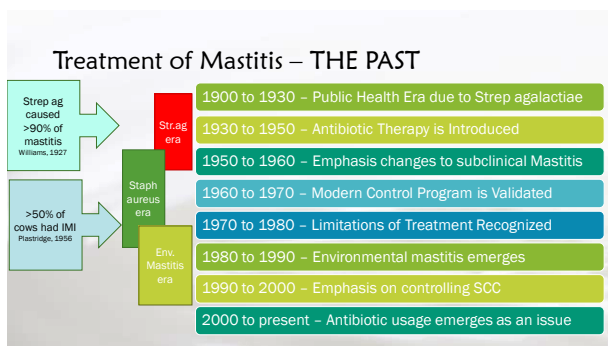 Treatment of Mastitis – THE PAST
Strep ag
caused
>90% of
mastitis
Williams, 1927
>50% of
cows had IMI
Plastridge, 1956
Str.ag
era
Staph
aureus
era
Env.
Mastitis
era
1900 to 1930 – Public Health Era due to Strep agalactiae
1930 to 1950 – Antibiotic Therapy is Introduced
1950 to 1960 – Emphasis changes to subclinical Mastitis
1960 to 1970 – Modern Control Program is Validated
1970 to 1980 – Limitations of Treatment Recognized
1980 to 1990 – Environmental mastitis emerges
1990 to 2000 – Emphasis on controlling SCC
2000 to present – Antibiotic usage emerges as an issue